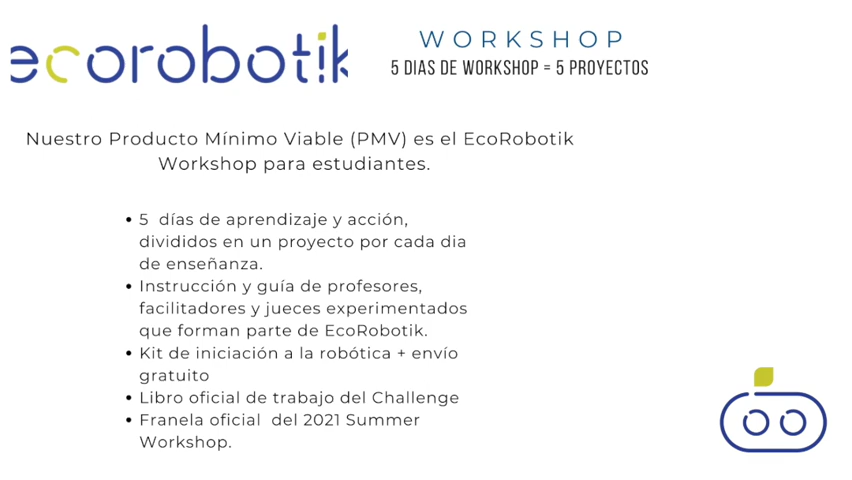 ecorobotik
WORKSHOP
5 DIAS DE WORKSHOP = 5 PROYECTOS
Nuestro Producto Mínimo Viable (PMV) es el EcoRobotik
Workshop para estudiantes.
• 5 días de aprendizaje y acción,
divididos en un proyecto por cada dia
de enseñanza.
• Instrucción y guía de profesores,
facilitadores y jueces experimentados
que forman parte de EcoRobotik.
• Kit de iniciación a la robótica + envío
gratuito
• Libro oficial de trabajo del Challenge
• Franela oficial del 2021 Summer
Workshop.